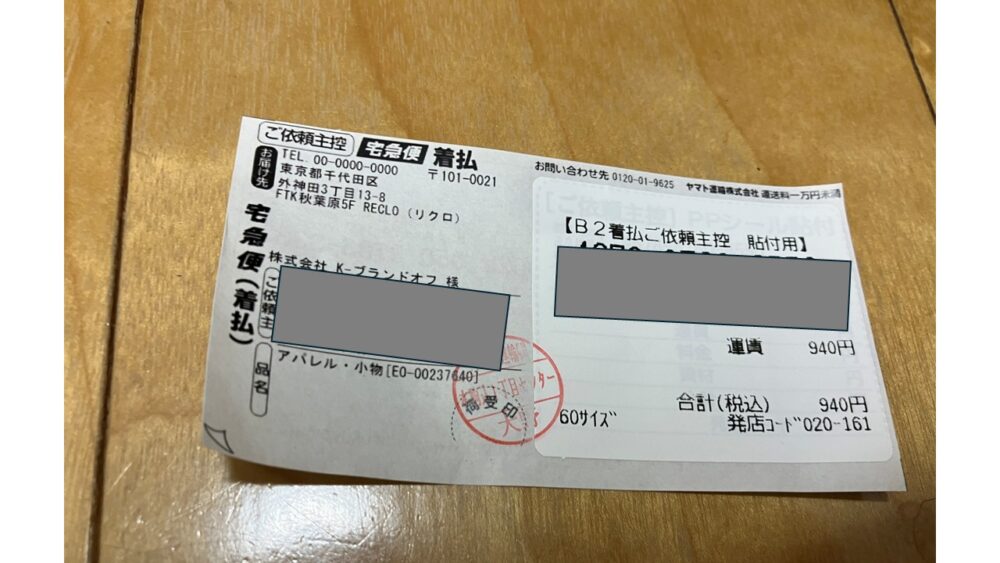 ご依頼主控 宅急便 着払
お届け先
TEL. 00-0000-0000 〒101-0021
東京都千代田区
外神田3丁目13-8
FTK秋葉原5F RECLO (リクロ)
株式会社 K-ブランドオフ 様
宅急便(着払)
ご依頼主
品名
アパレル・小物[E0-00237640]
荷受印
お問い合わせ先 0120-01-9625 ヤマト運輸株式会社 運送料一万円未満
【B2着払ご依頼主控 貼付用】
運賃 940円
合計(税込) 940円
60サイズ 発店コード020-161